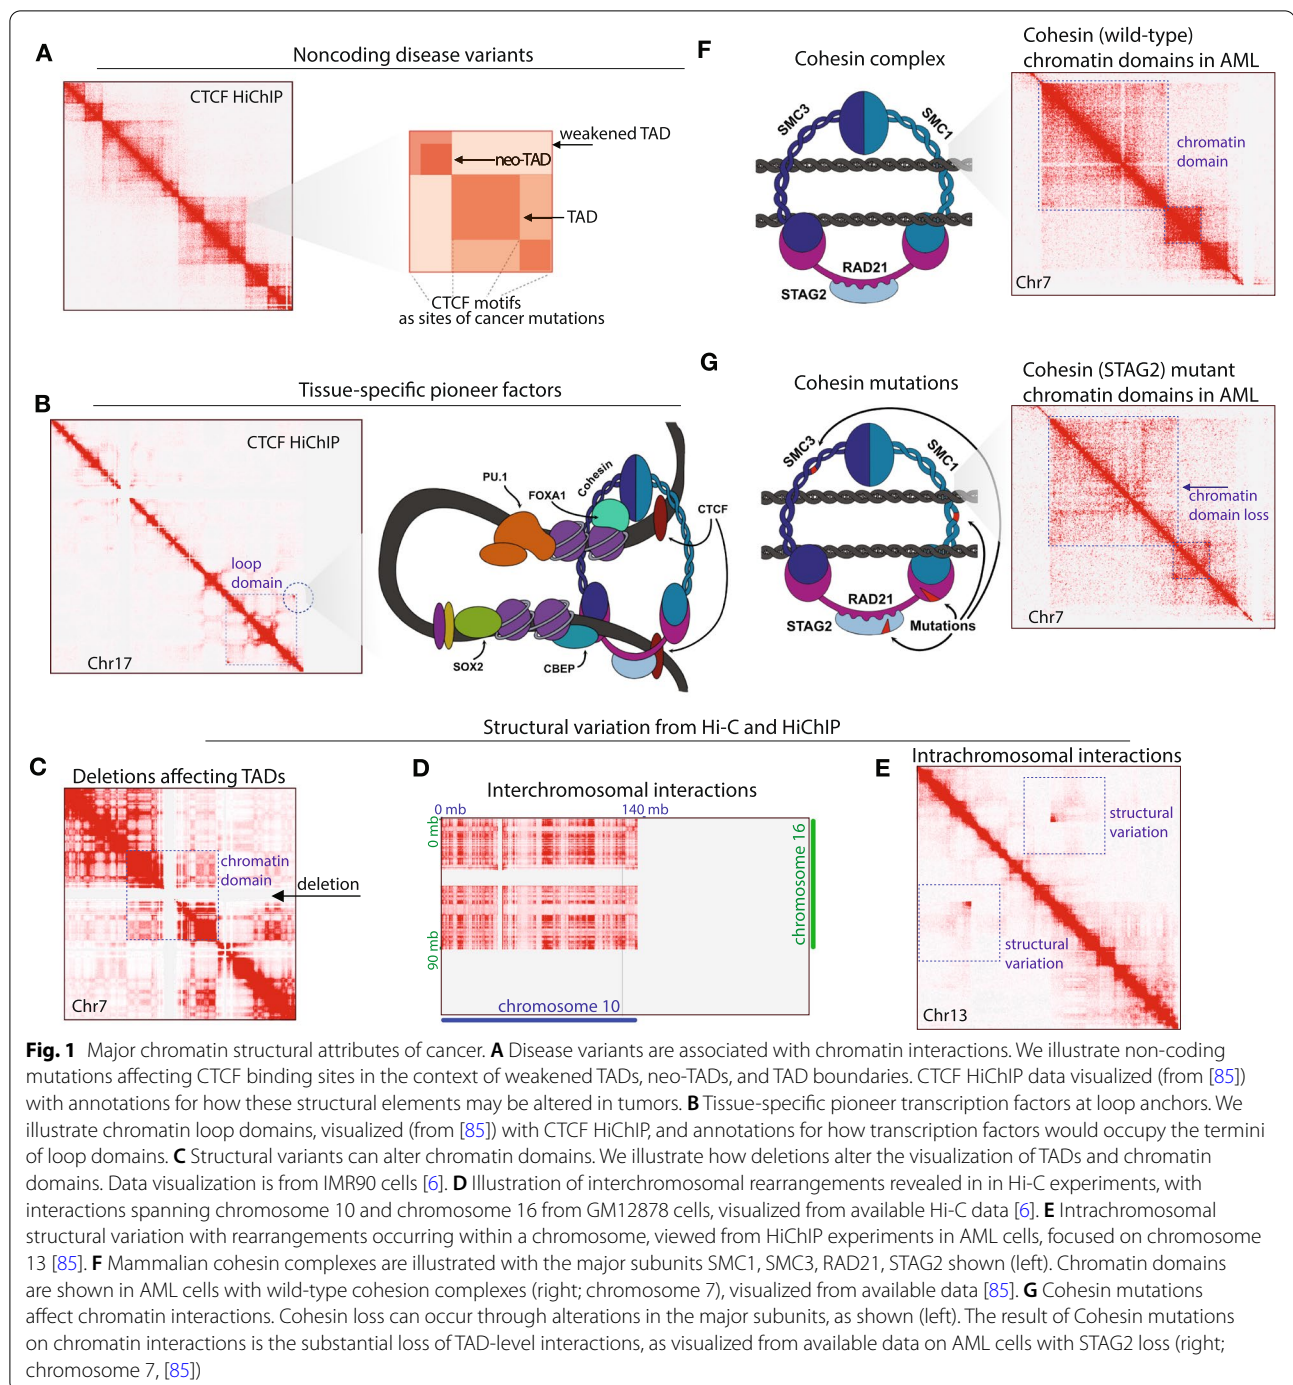 A
Noncoding disease variants
CTCF HiChIP
weakened TAD
neo-TAD
TAD
CTCF motifs
as sites of cancer mutations
F
Cohesin complex
SMC3
SMC1
RAD21
STAG2
Cohesin (wild-type)
chromatin domains in AML
chromatin
domain
Chr7
B
Tissue-specific pioneer factors
CTCF HiChIP
loop
domain
Chr17
PU.1
FOXA1
Cohesin
CTCF
SOX2
CBEP
G
Cohesin mutations
SMC3
SMC1
RAD21
STAG2
Mutations
Cohesin (STAG2) mutant
chromatin domains in AML
chromatin
domain loss
Chr7
Structural variation from Hi-C and HiChIP
C
Deletions affecting TADs
chromatin
domain
deletion
Chr7
D
Interchromosomal interactions
0 mb
140 mb
0 mb
90 mb
chromosome 16
chromosome 10
E
Intrachromosomal interactions
structural
variation
structural
variation
Chr13
Fig. 1 Major chromatin structural attributes of cancer. A Disease variants are associated with chromatin interactions. We illustrate non-coding
mutations affecting CTCF binding sites in the context of weakened TADs, neo-TADs, and TAD boundaries. CTCF HiChIP data visualized (from [85])
with annotations for how these structural elements may be altered in tumors. B Tissue-specific pioneer transcription factors at loop anchors. We
illustrate chromatin loop domains, visualized (from [85]) with CTCF HiChIP, and annotations for how transcription factors would occupy the termini
of loop domains. C Structural variants can alter chromatin domains. We illustrate how deletions alter the visualization of TADs and chromatin
domains. Data visualization is from IMR90 cells [6]. D Illustration of interchromosomal rearrangements revealed in in Hi-C experiments, with
interactions spanning chromosome 10 and chromosome 16 from GM12878 cells, visualized from available Hi-C data [6]. E Intrachromosomal
structural variation with rearrangements occurring within a chromosome, viewed from HiChIP experiments in AML cells, focused on chromosome
13 [85]. F Mammalian cohesin complexes are illustrated with the major subunits SMC1, SMC3, RAD21, STAG2 shown (left). Chromatin domains
are shown in AML cells with wild-type cohesion complexes (right; chromosome 7), visualized from available data [85]. G Cohesin mutations
affect chromatin interactions. Cohesin loss can occur through alterations in the major subunits, as shown (left). The result of Cohesin mutations
on chromatin interactions is the substantial loss of TAD-level interactions, as visualized from available data on AML cells with STAG2 loss (right;
chromosome 7, [85])